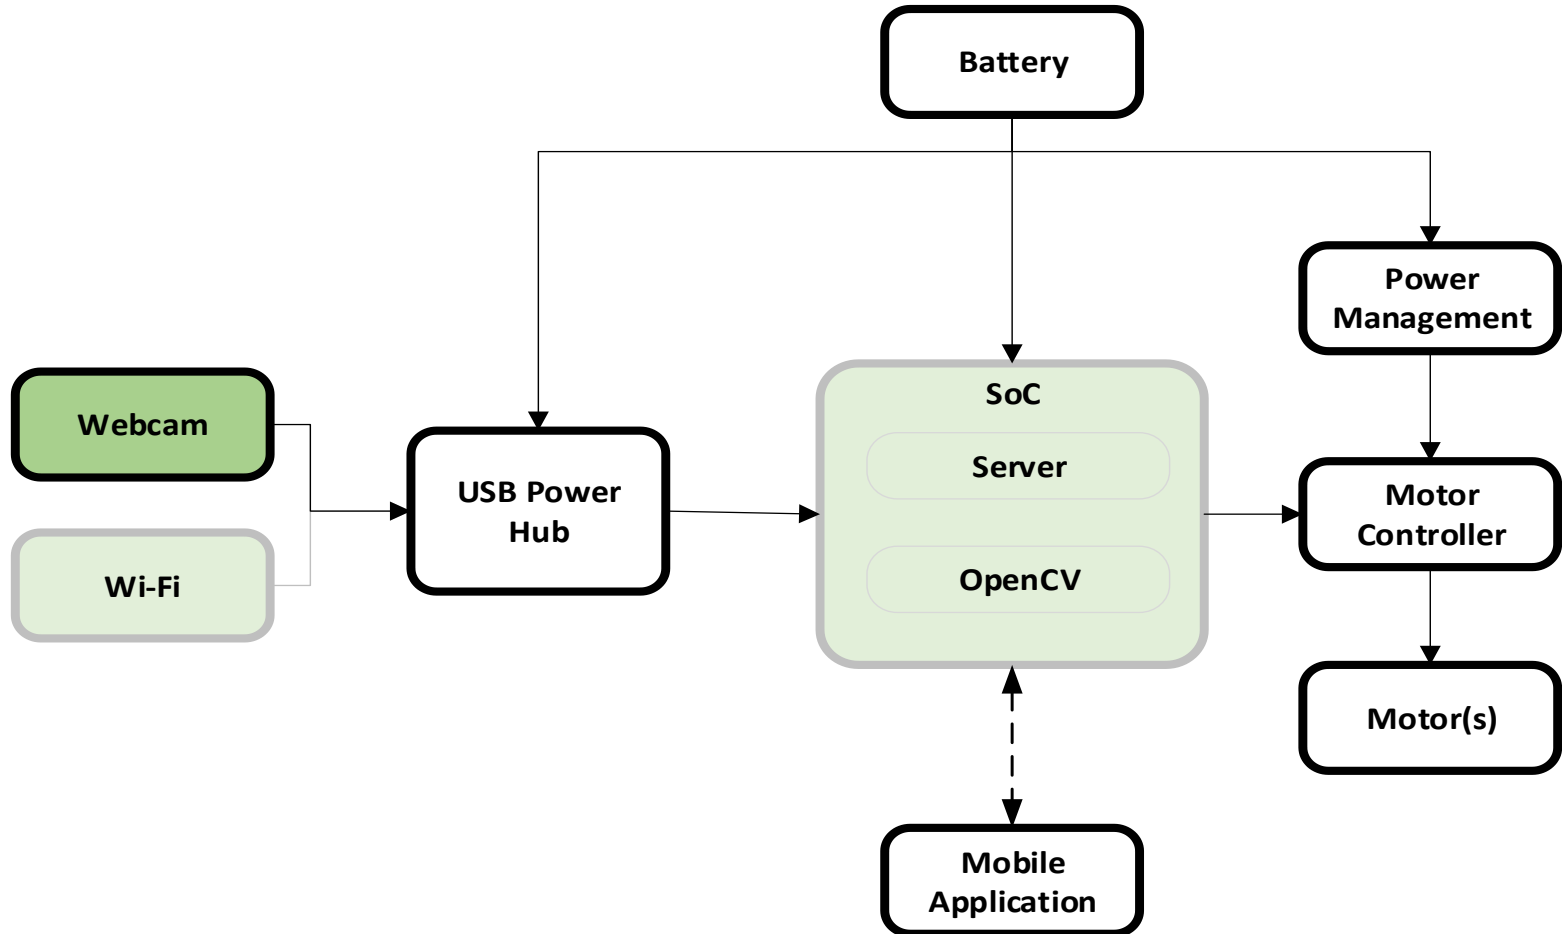 Battery
Power
Management
Webcam
SoC
Server
USB Power
Hub
Motor
Controller
Wi-Fi
OpenCV
Motor(s)
Mobile
Application